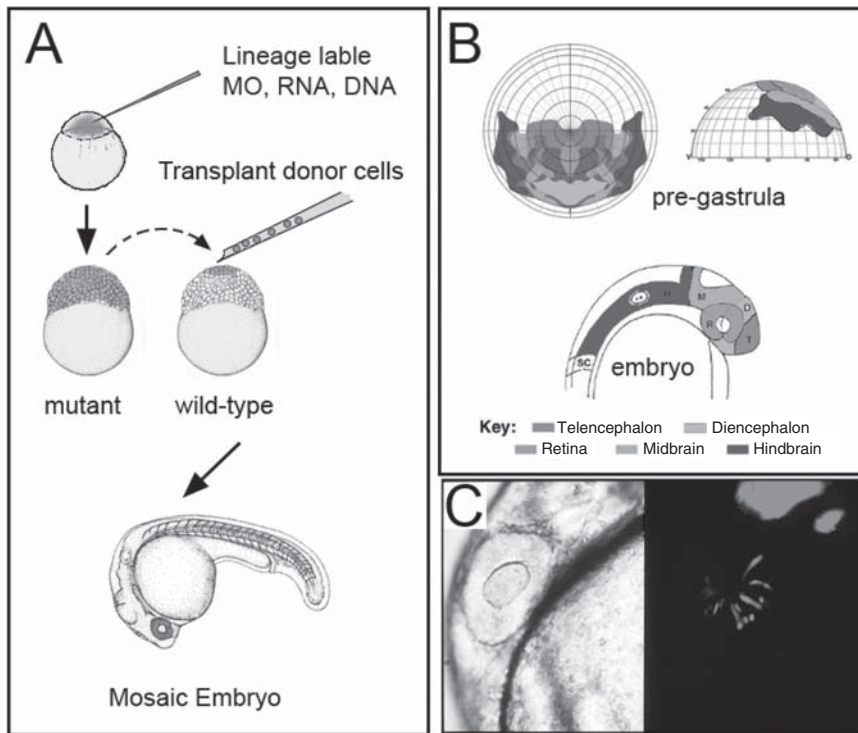 A
Lineage lable
MO, RNA, DNA
Transplant donor cells
mutant
wild-type
Mosaic Embryo
B
pre-gastrula
H
M
D
R
T
SC
embryo
Key: Telencephalon Diencephalon
Retina Midbrain Hindbrain
C